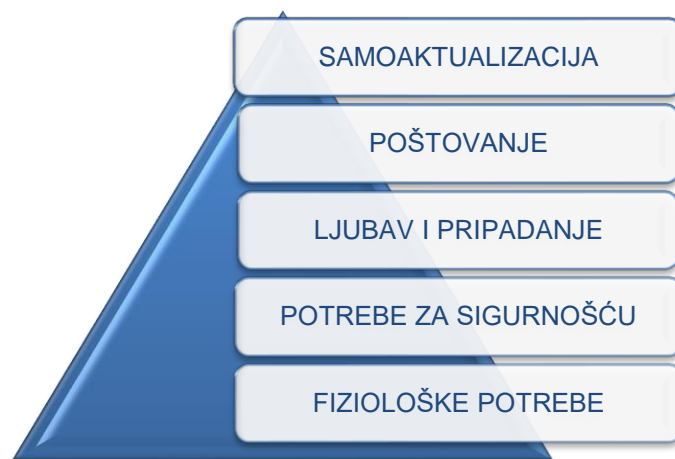 SAMOAKTUALIZACIJA
POŠTOVANJE
LJUBAV I PRIPADANJE
POTREBE ZA SIGURNOŠĆU
FIZIOLOŠKE POTREBE